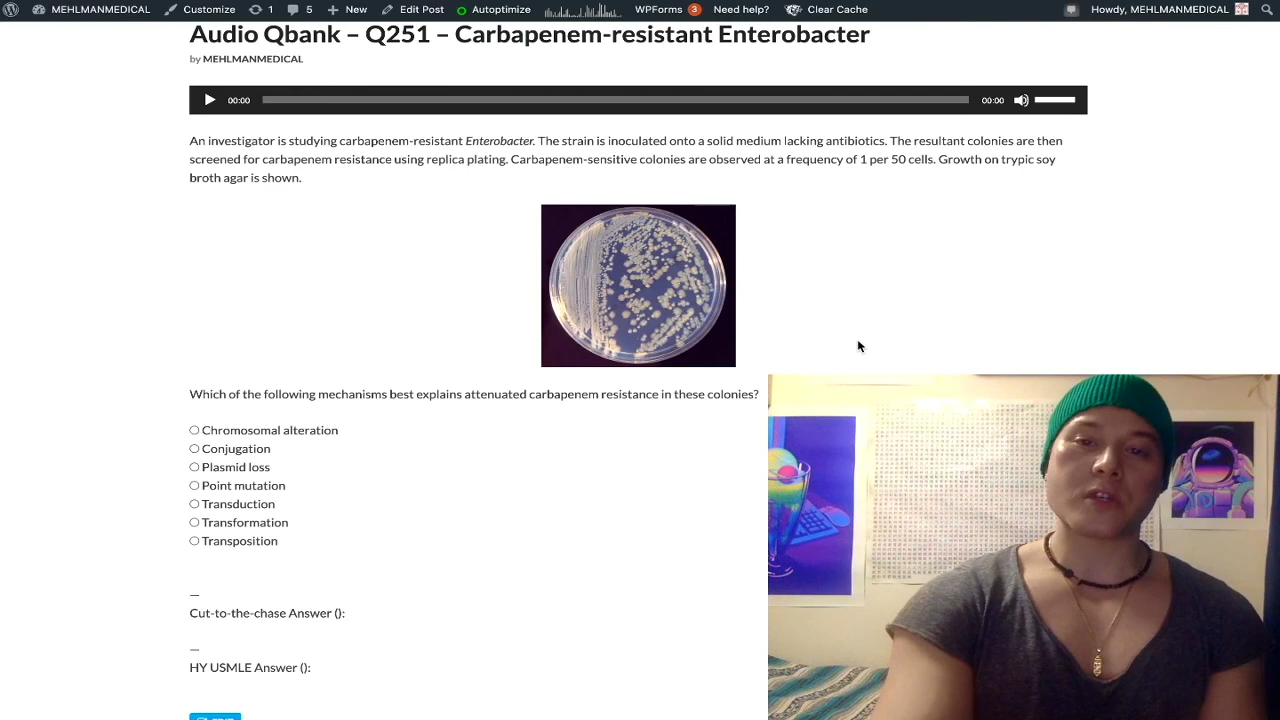 MEHLMANMEDICAL Customize 1 5 New Edit Post Autoptimize WPForms 3 Need help? Clear Cache Howdy, MEHLMANMEDICAL
Audio Qbank – Q251 – Carbapenem-resistant Enterobacter
by MEHLMANMEDICAL
00:00 00:00
An investigator is studying carbapenem-resistant Enterobacter. The strain is inoculated onto a solid medium lacking antibiotics. The resultant colonies are then
screened for carbapenem resistance using replica plating. Carbapenem-sensitive colonies are observed at a frequency of 1 per 50 cells. Growth on trypic soy
broth agar is shown.
Which of the following mechanisms best explains attenuated carbapenem resistance in these colonies?
Chromosomal alteration
Conjugation
Plasmid loss
Point mutation
Transduction
Transformation
Transposition
—
Cut-to-the-chase Answer ():
—
HY USMLE Answer ():